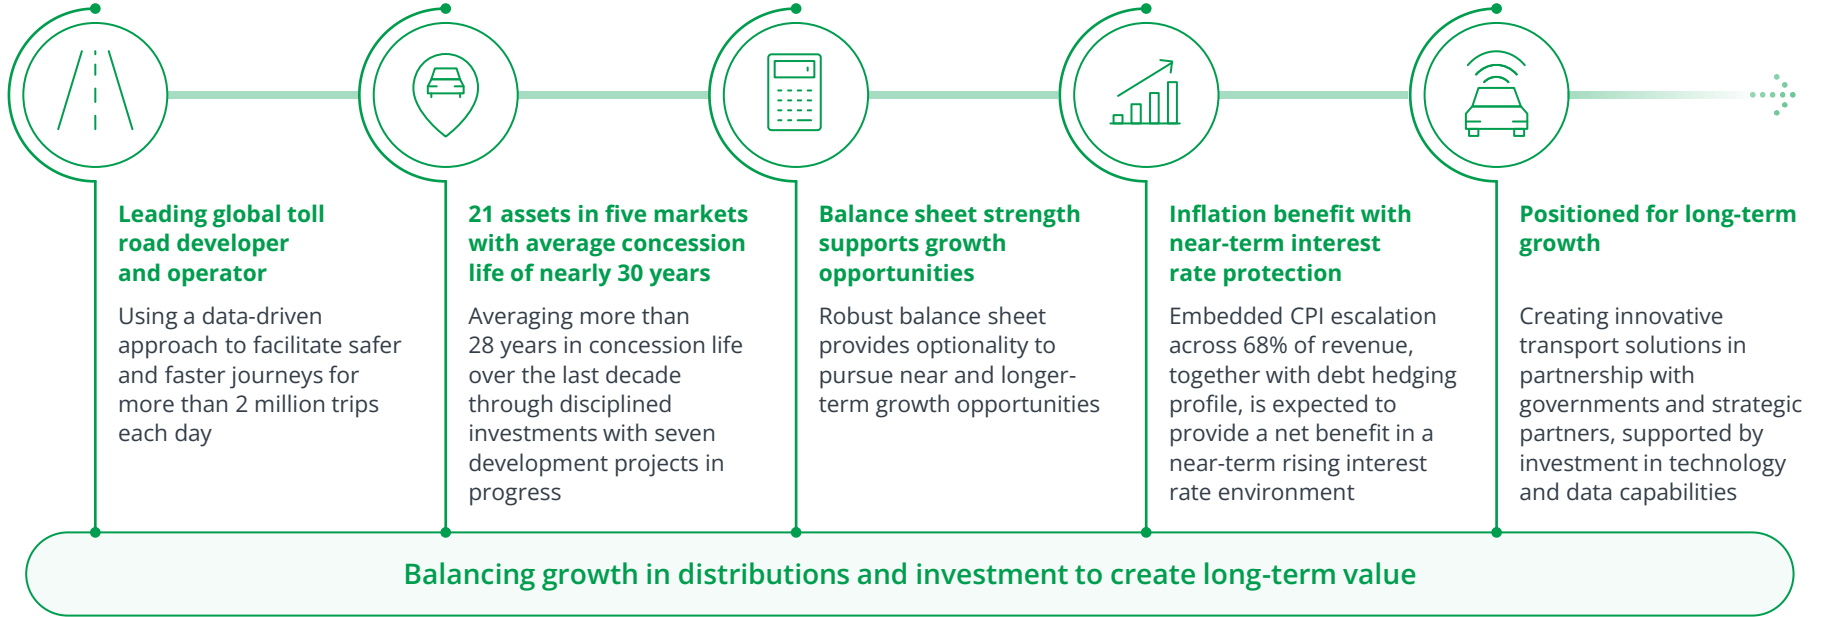 Leading global toll
road developer
and operator
Using a data-driven
approach to facilitate safer
and faster journeys for
more than 2 million trips
each day
21 assets in five markets
with average concession
life of nearly 30 years
Averaging more than
28 years in concession life
over the last decade
through disciplined
investments with seven
development projects in
progress
Balance sheet strength
supports growth
opportunities
Robust balance sheet
provides optionality to
pursue near and longer-
term growth opportunities
Inflation benefit with
near-term interest
rate protection
Embedded CPI escalation
across 68% of revenue,
together with debt hedging
profile, is expected to
provide a net benefit in a
near-term rising interest
rate environment
Positioned for long-term
growth
Creating innovative
transport solutions in
partnership with
governments and strategic
partners, supported by
investment in technology
and data capabilities
Balancing growth in distributions and investment to create long-term value